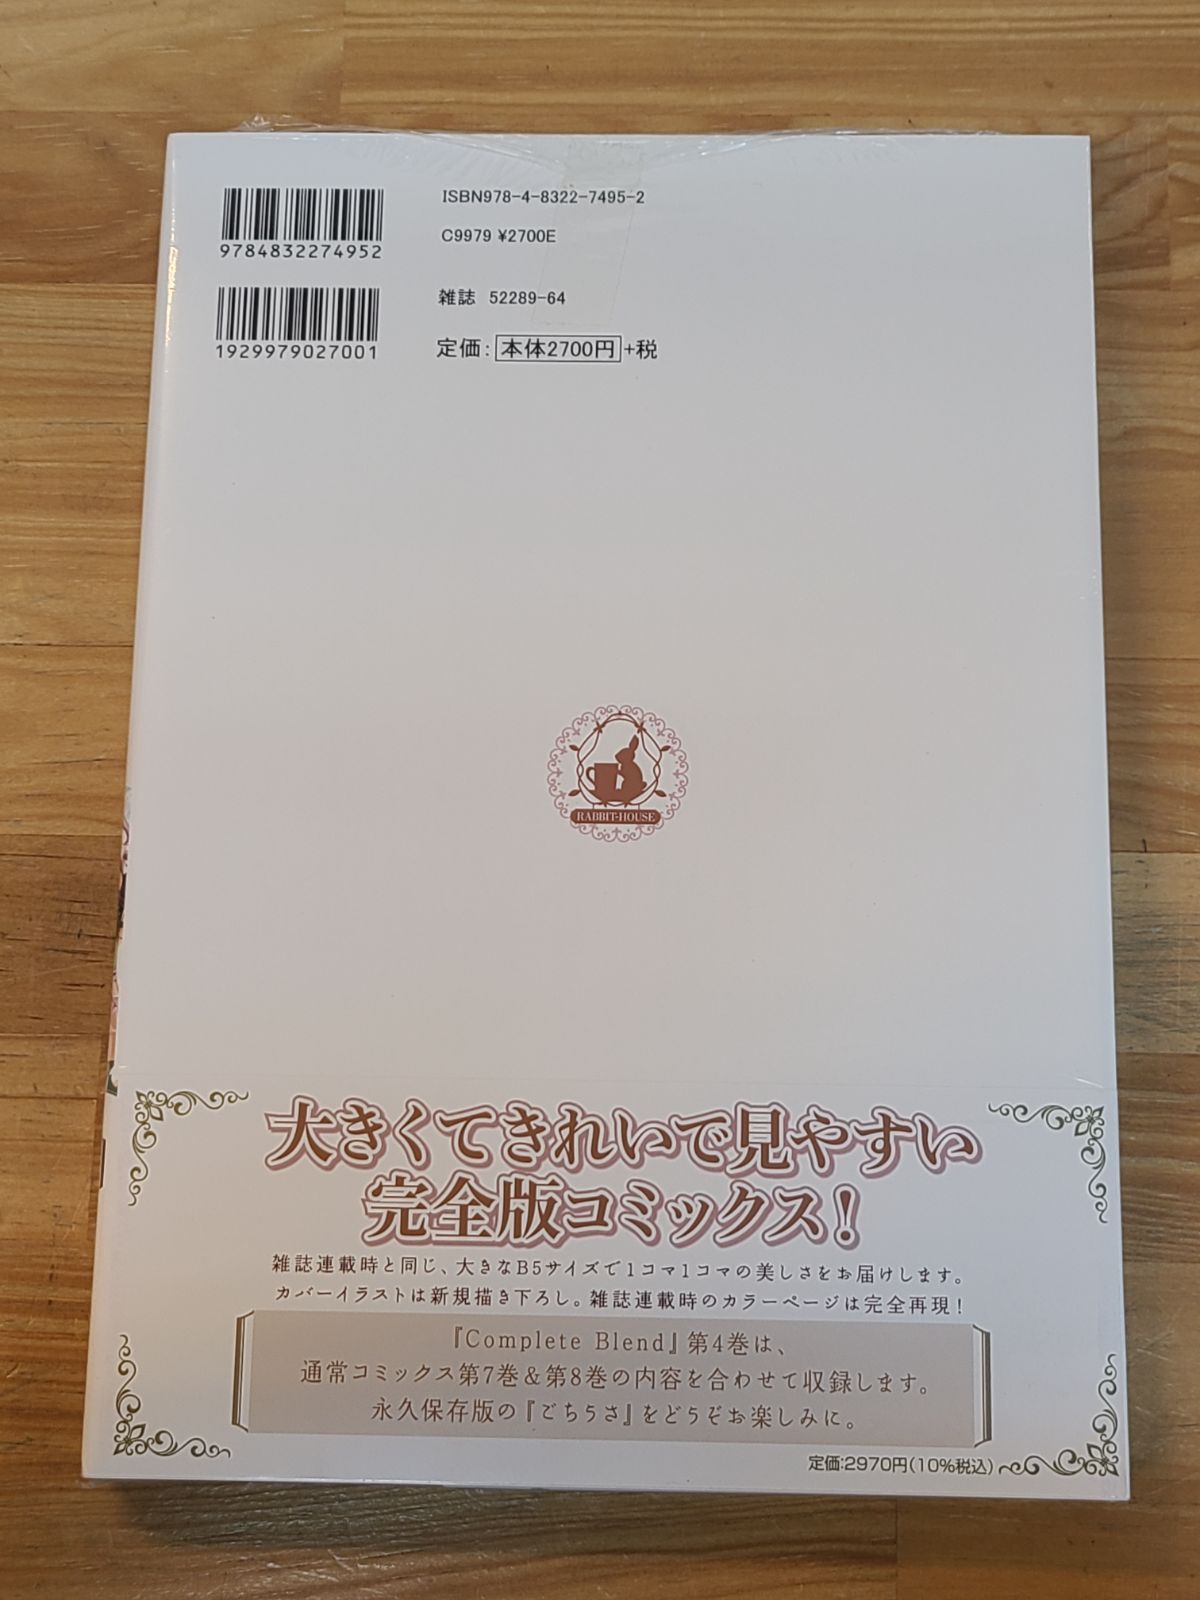 ISBN978-4-8322-7495-2
9784832274952
C9979 ¥2700E
雑誌 52289-64
1929979027001
定価：本体2700円+税
RABBIT-HOUSE
大きくてきれいで見やすい
完全版コミックス！
雑誌連載時と同じ、大きなB5サイズで1コマ1コマの美しさをお届けします。
カバーイラストは新規描き下ろし。雑誌連載時のカラーページは完全再現！
『Complete Blend』第4巻は、
通常コミックス第7巻＆第8巻の内容を合わせて収録します。
永久保存版の『ごちうさ』をどうぞお楽しみに。
定価:2970円(10%税込)